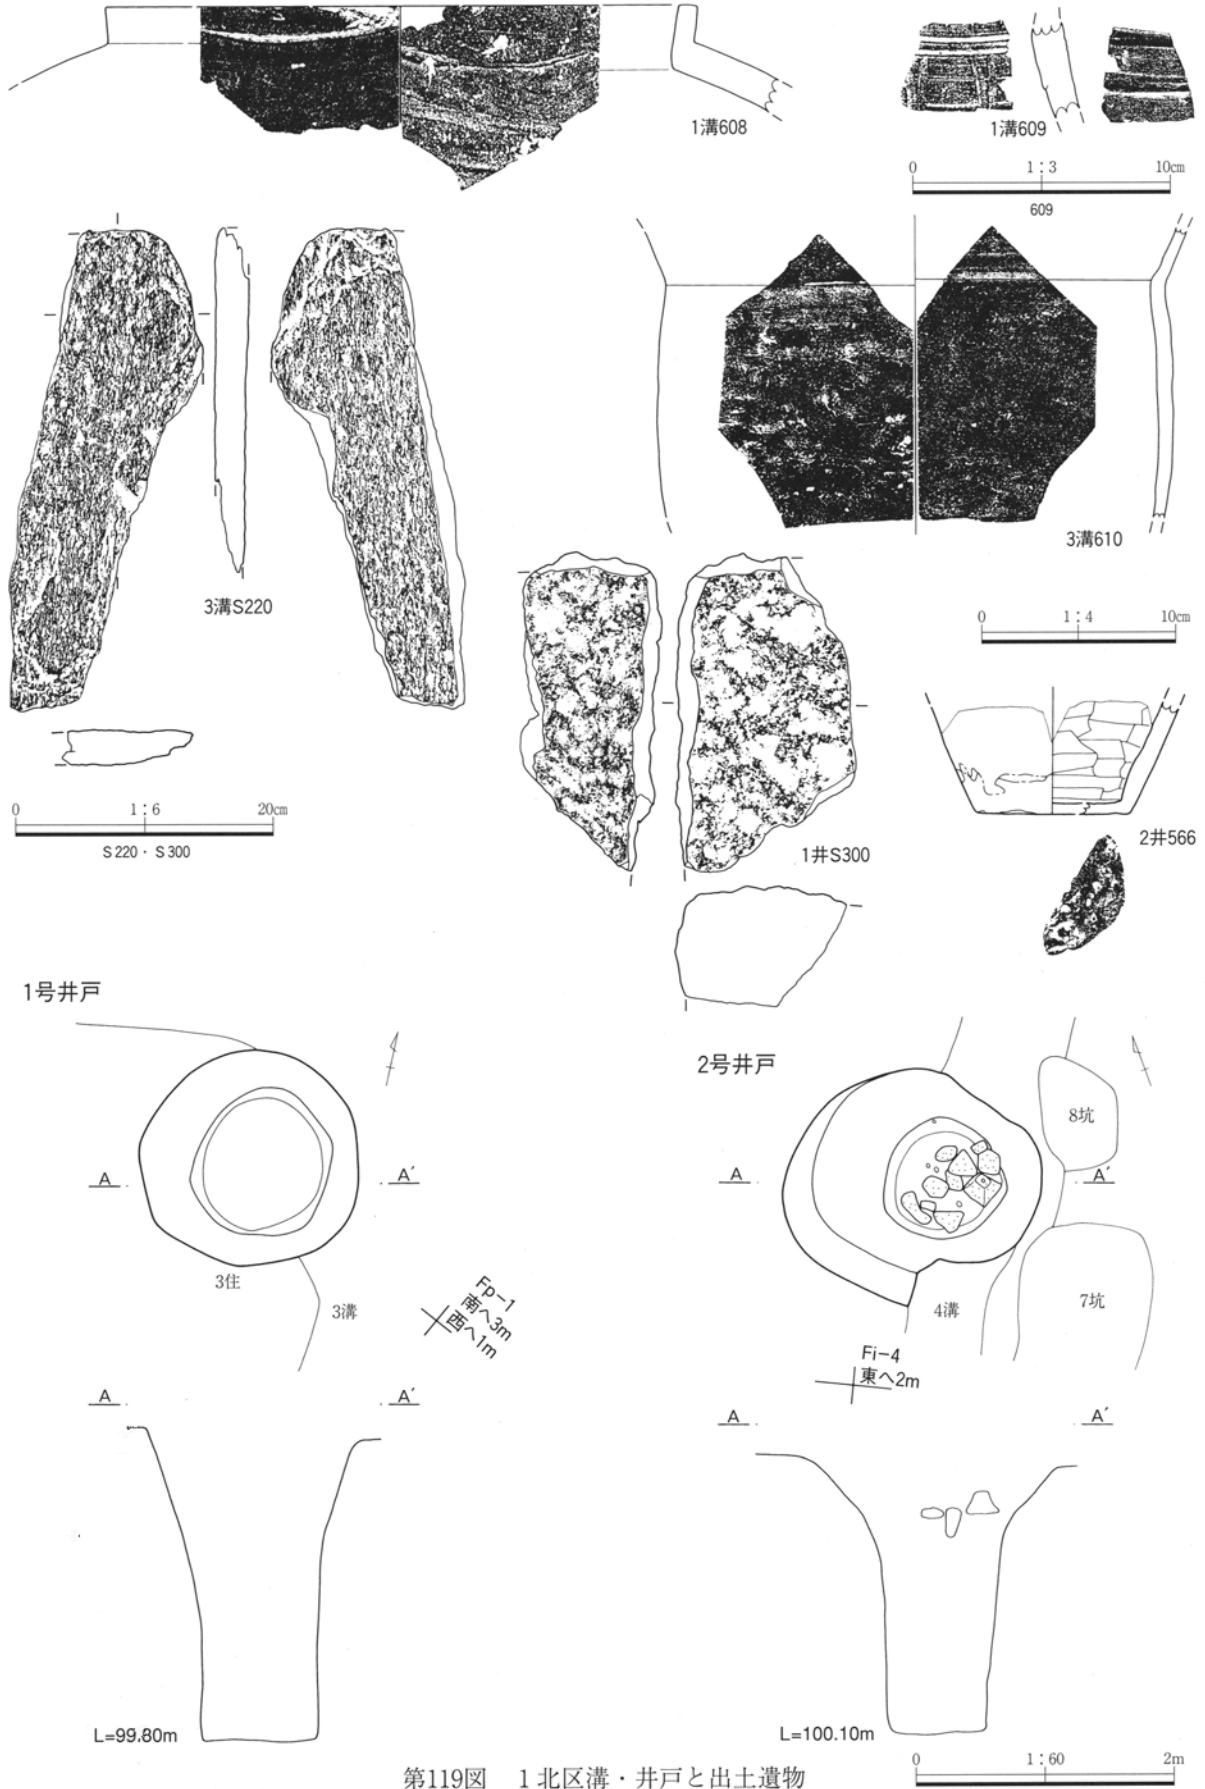 1溝608
1溝609
0 1:3 10cm
609
3溝S220
3溝610
0 1:4 10cm
0 1:6 20cm
S220・S300
1井S300
2井566
1号井戸
2号井戸
8坑
A A′
A A′
3住
3溝
Fp-1
南へ3m
西へ1m
4溝
7坑
Fi-4
東へ2m
A A′
A A′
L=99.80m
L=100.10m
0 1:60 2m
第119図 1北区溝・井戸と出土遺物